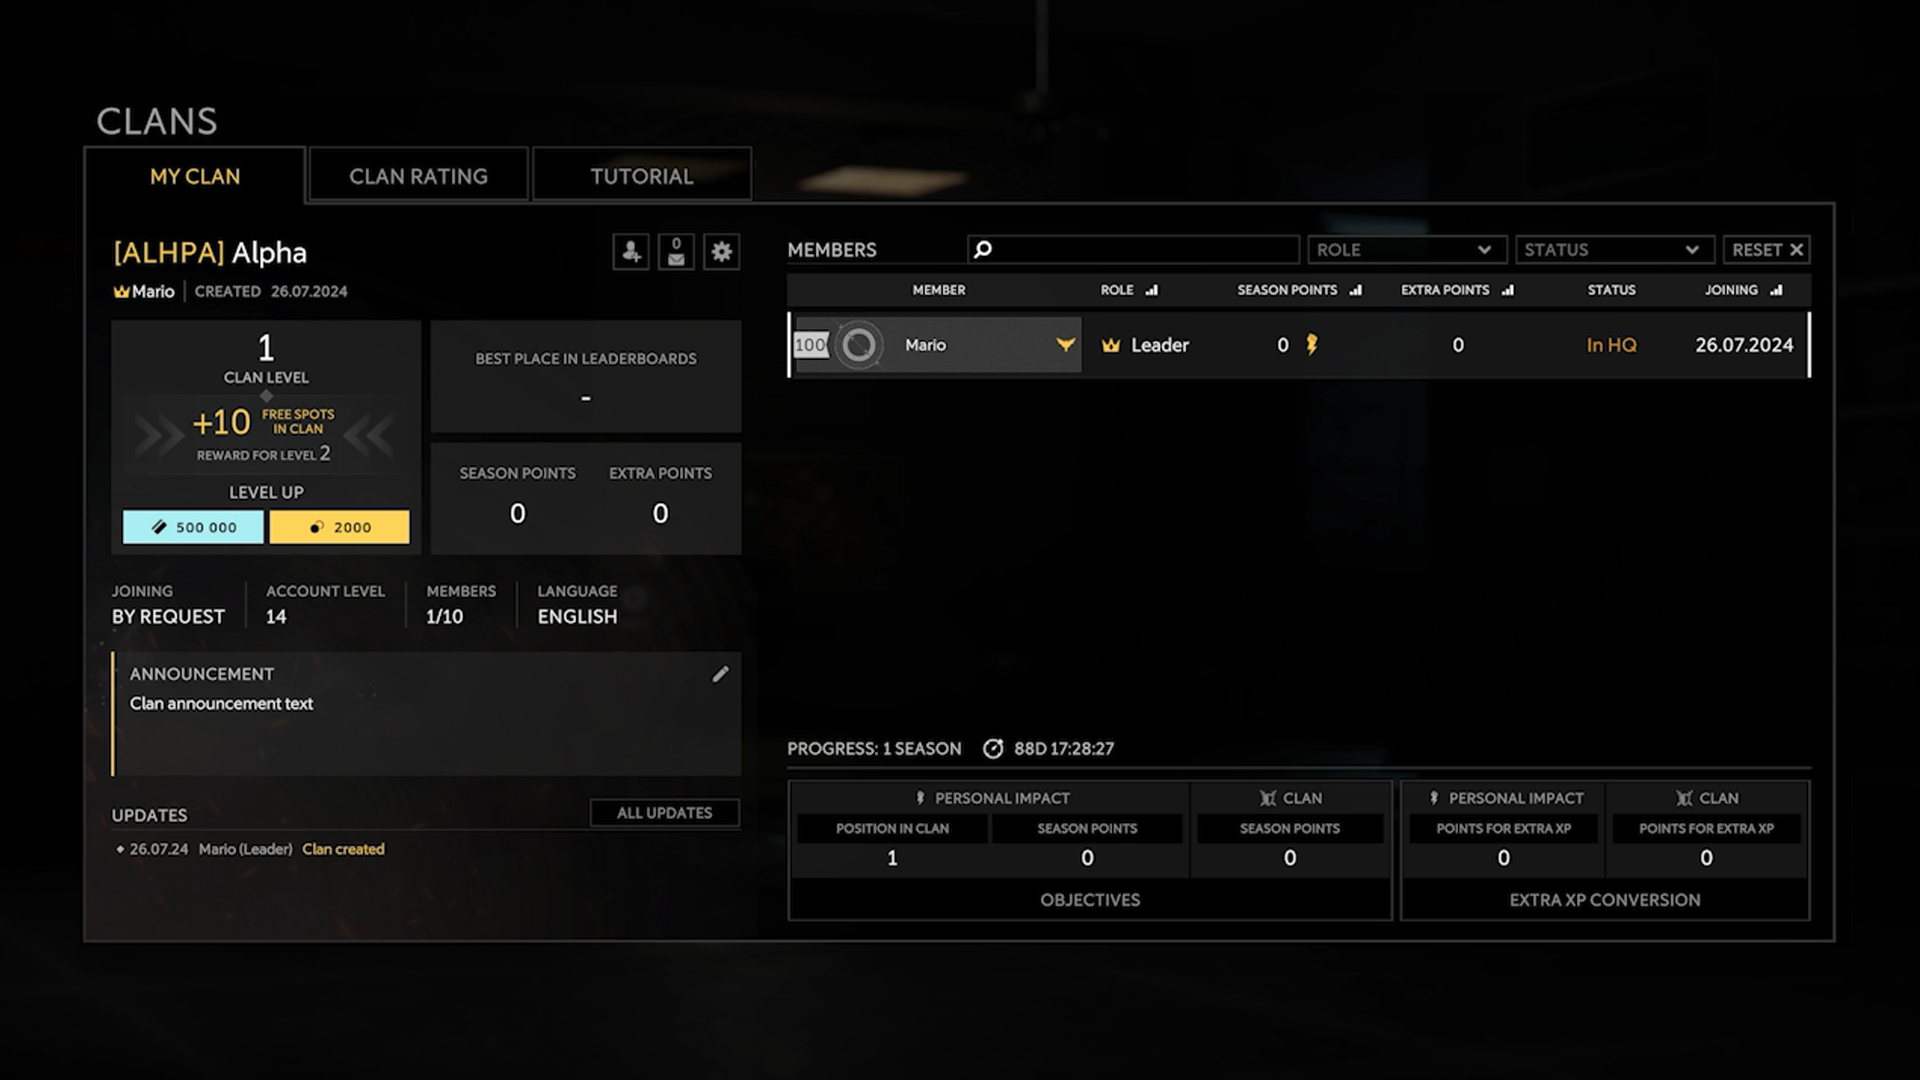 CLANS
MY CLAN
CLAN RATING
TUTORIAL
[ALHPA] Alpha
0
Mario
CREATED 26.07.2024
1
CLAN LEVEL
+10 FREE SPOTS
IN CLAN
REWARD FOR LEVEL 2
LEVEL UP
500 000
2000
BEST PLACE IN LEADERBOARDS
-
SEASON POINTS EXTRA POINTS
0 0
JOINING ACCOUNT LEVEL MEMBERS LANGUAGE
BY REQUEST 14 1/10 ENGLISH
ANNOUNCEMENT
Clan announcement text
UPDATES
ALL UPDATES
26.07.24 Mario (Leader) Clan created
MEMBERS
ROLE
STATUS
RESET
MEMBER ROLE SEASON POINTS EXTRA POINTS STATUS JOINING
100 Mario Leader 0 0 In HQ 26.07.2024
PROGRESS: 1 SEASON 88D 17:28:27
PERSONAL IMPACT CLAN
POSITION IN CLAN SEASON POINTS SEASON POINTS
1 0 0
OBJECTIVES
PERSONAL IMPACT CLAN
POINTS FOR EXTRA XP POINTS FOR EXTRA XP
0 0
EXTRA XP CONVERSION